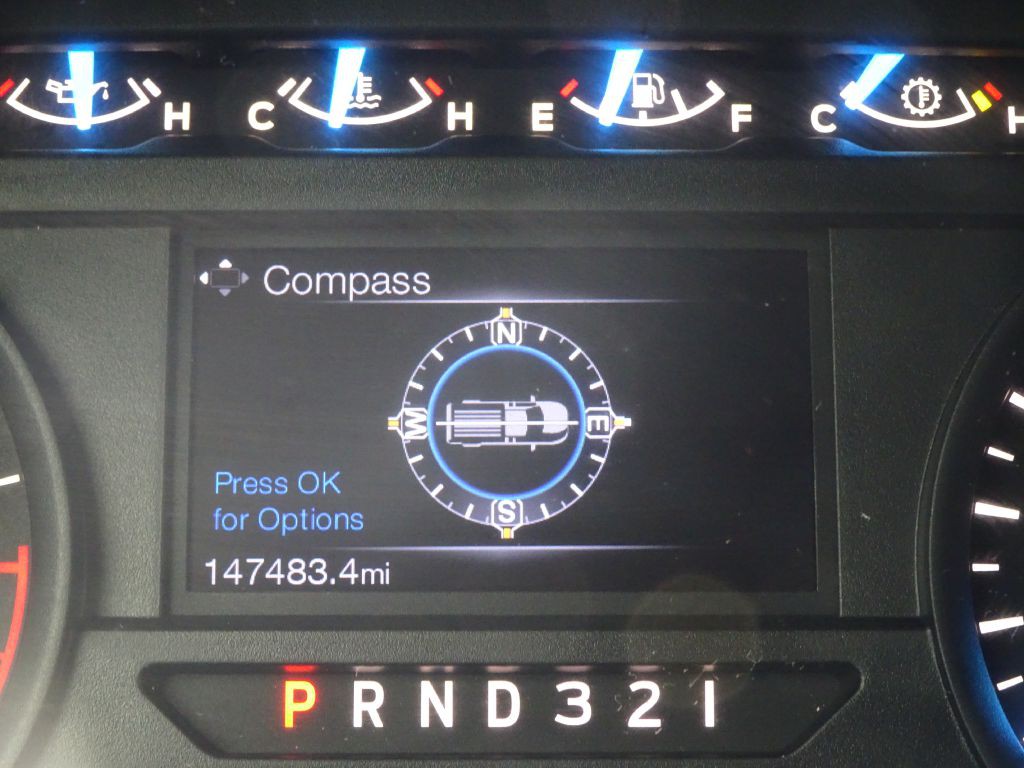 H C H E F C H
Compass
N
W E
S
Press OK
for Options
147483.4mi
P R N D 3 2 1